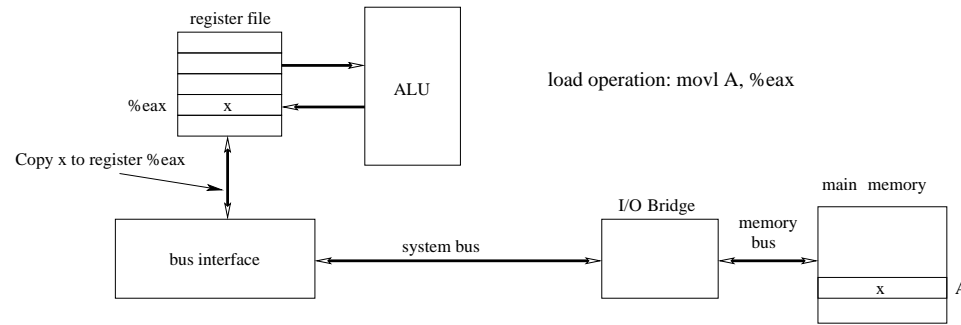 register file
ALU
load operation: movl A, %eax
%eax
x
Copy x to register %eax
main memory
I/O Bridge
memory
bus
system bus
bus interface
x
A